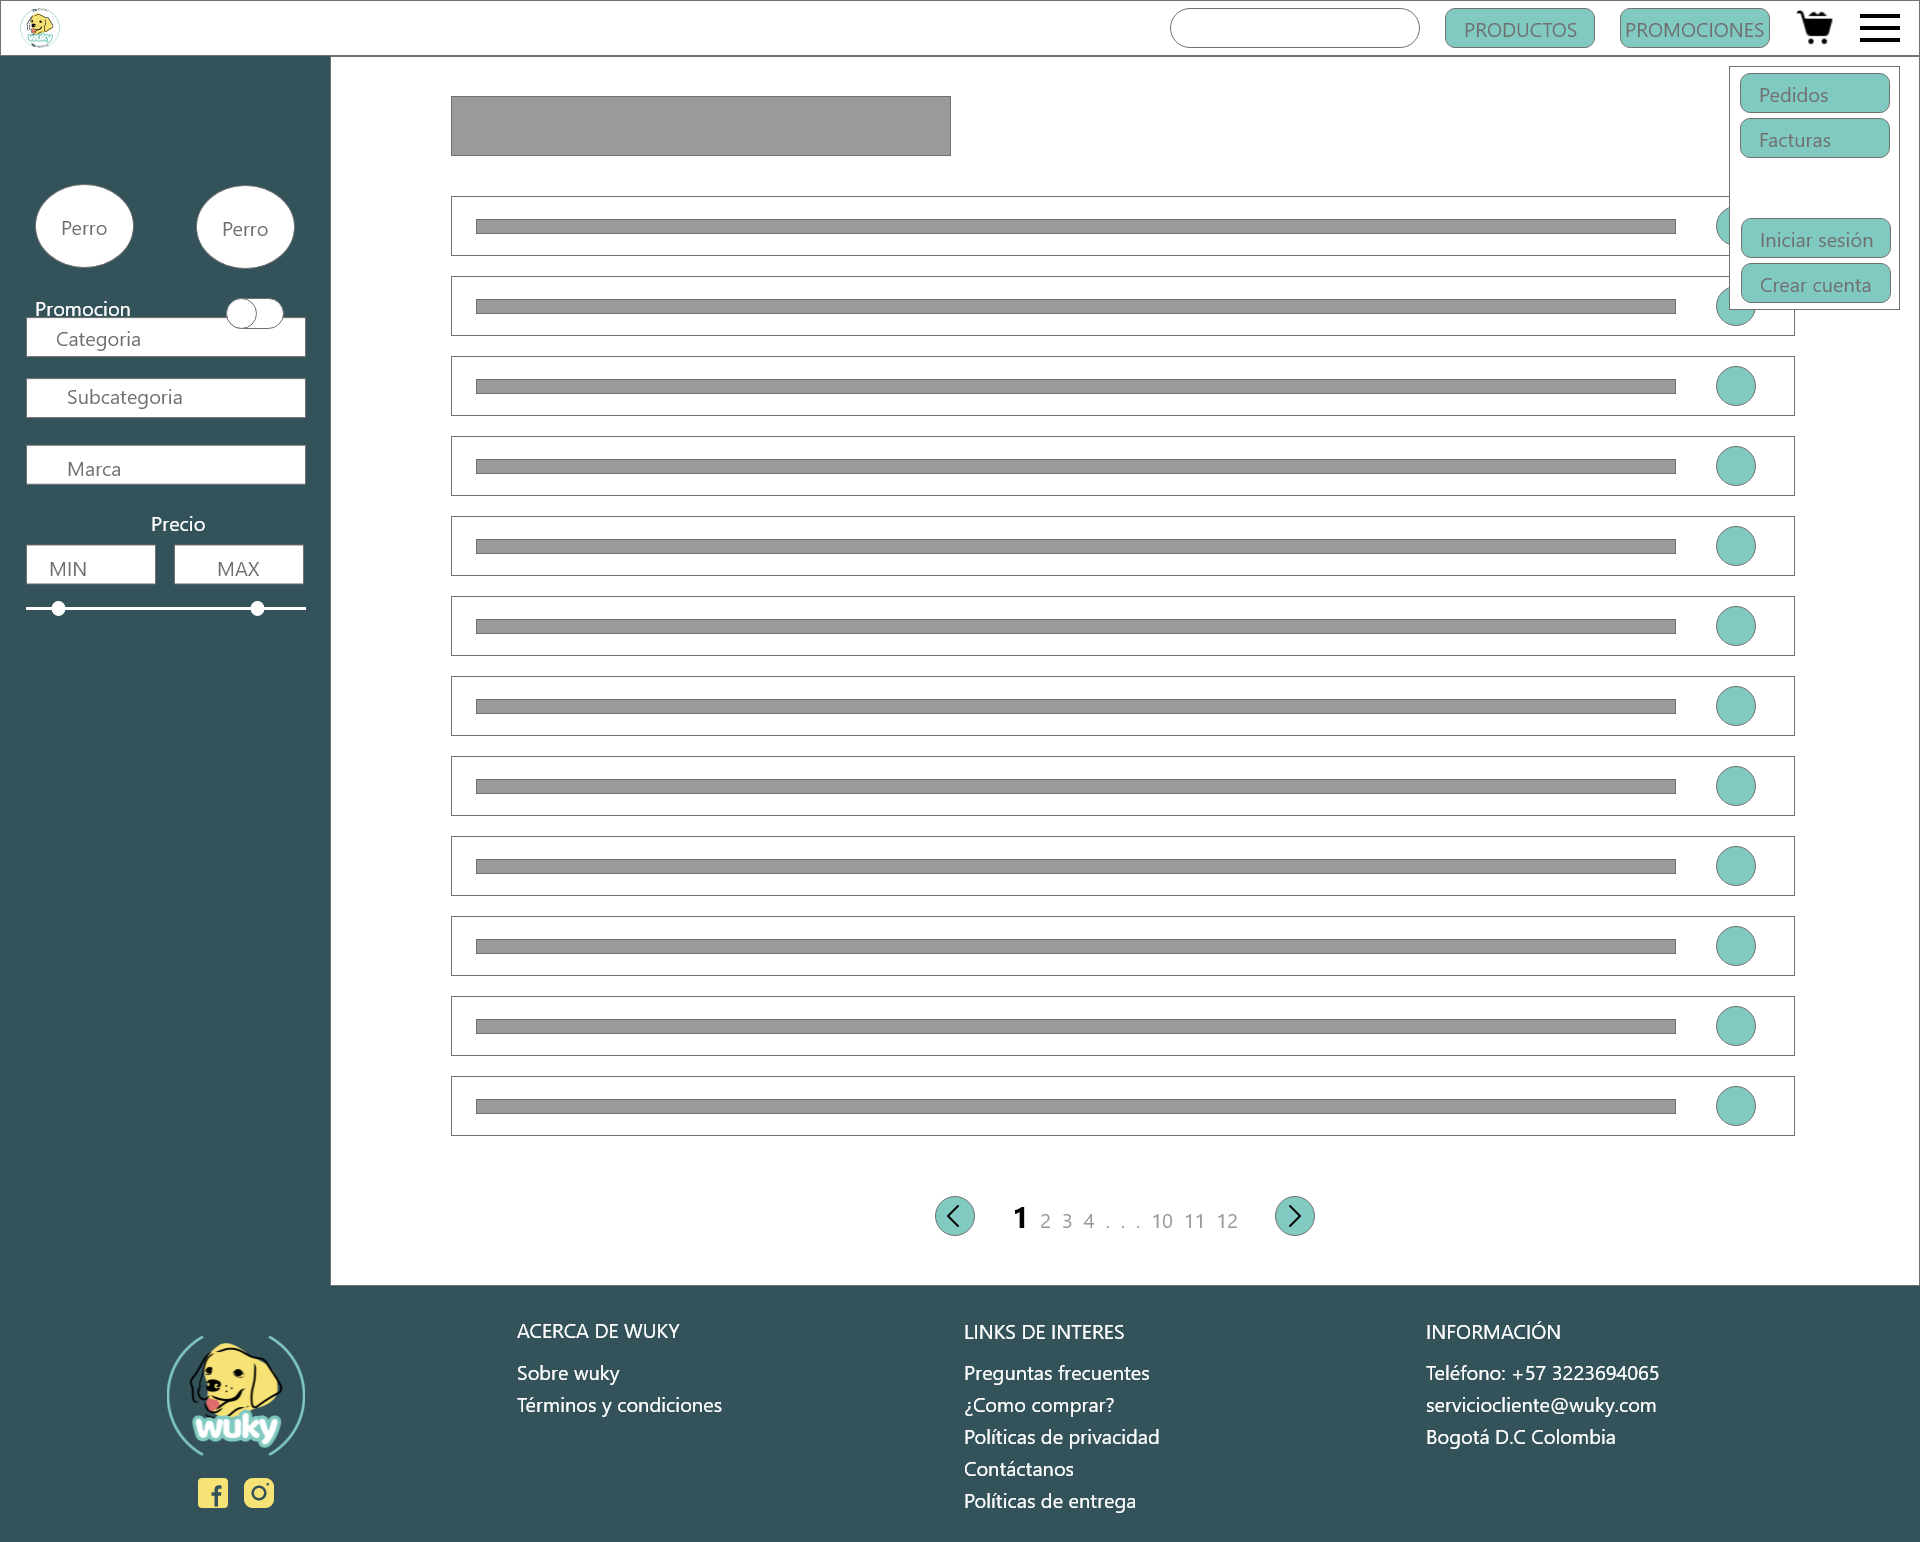 wuky
PRODUCTOS
PROMOCIONES
Pedidos
Facturas
Iniciar sesión
Crear cuenta
Perro
Perro
Promocion
Categoria
Subcategoria
Marca
Precio
MIN
MAX
1 2 3 4 . . . 10 11 12
wuky
ACERCA DE WUKY
Sobre wuky
Términos y condiciones
LINKS DE INTERES
Preguntas frecuentes
¿Como comprar?
Políticas de privacidad
Contáctanos
Políticas de entrega
INFORMACIÓN
Teléfono: +57 3223694065
serviciocliente@wuky.com
Bogotá D.C Colombia